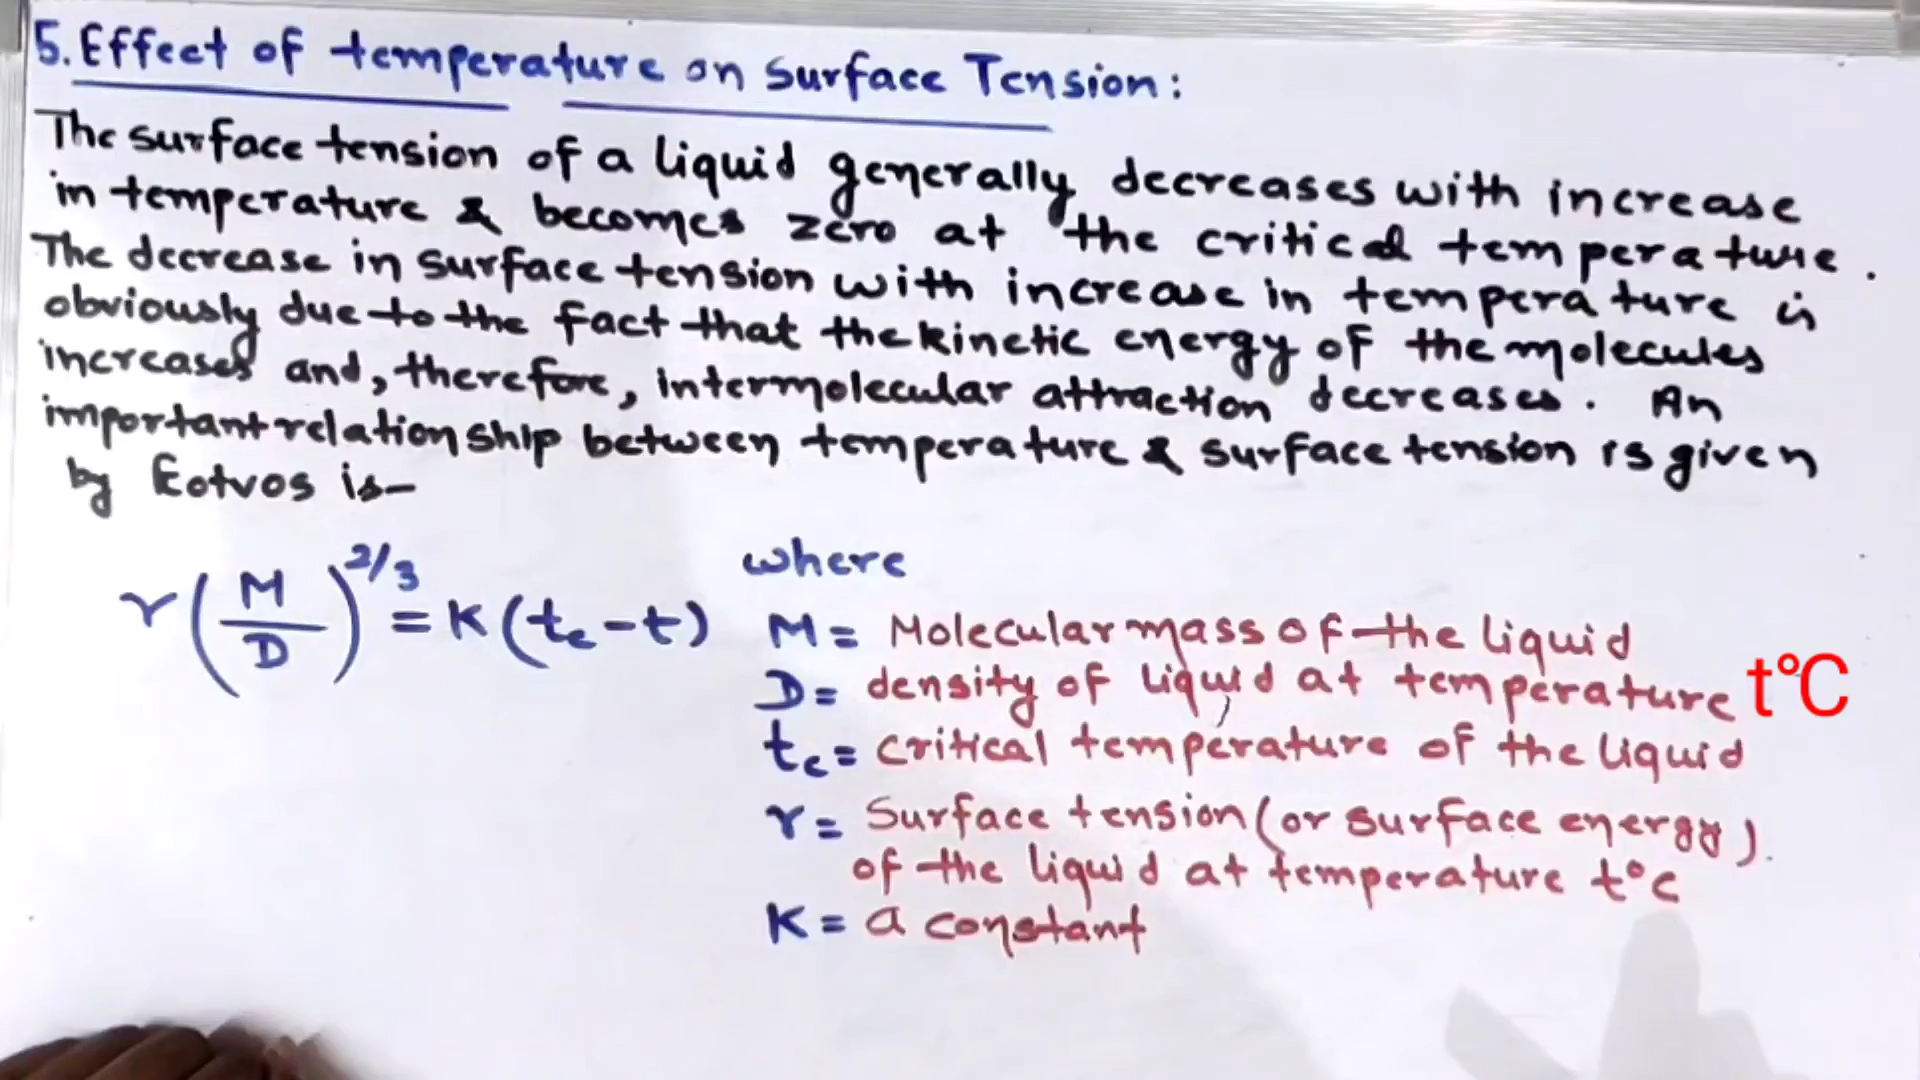 5. Effect of temperature on Surface Tension:
The surface tension of a liquid generally decreases with increase
in temperature & becomes zero at the critical temperature.
The decrease in surface tension with increase in temperature is
obviously due to the fact that the kinetic energy of the molecules
increases and, therefore, intermolecular attraction decreases. An
important relationship between temperature & surface tension is given
by Eotvos is-
γ(M/D)^2/3 = K(tc-t)
where
M = Molecular mass of the liquid
D = density of liquid at temperature t°C
tc = critical temperature of the liquid
γ = Surface tension (or surface energy).
of the liquid at temperature t°c
K = a constant